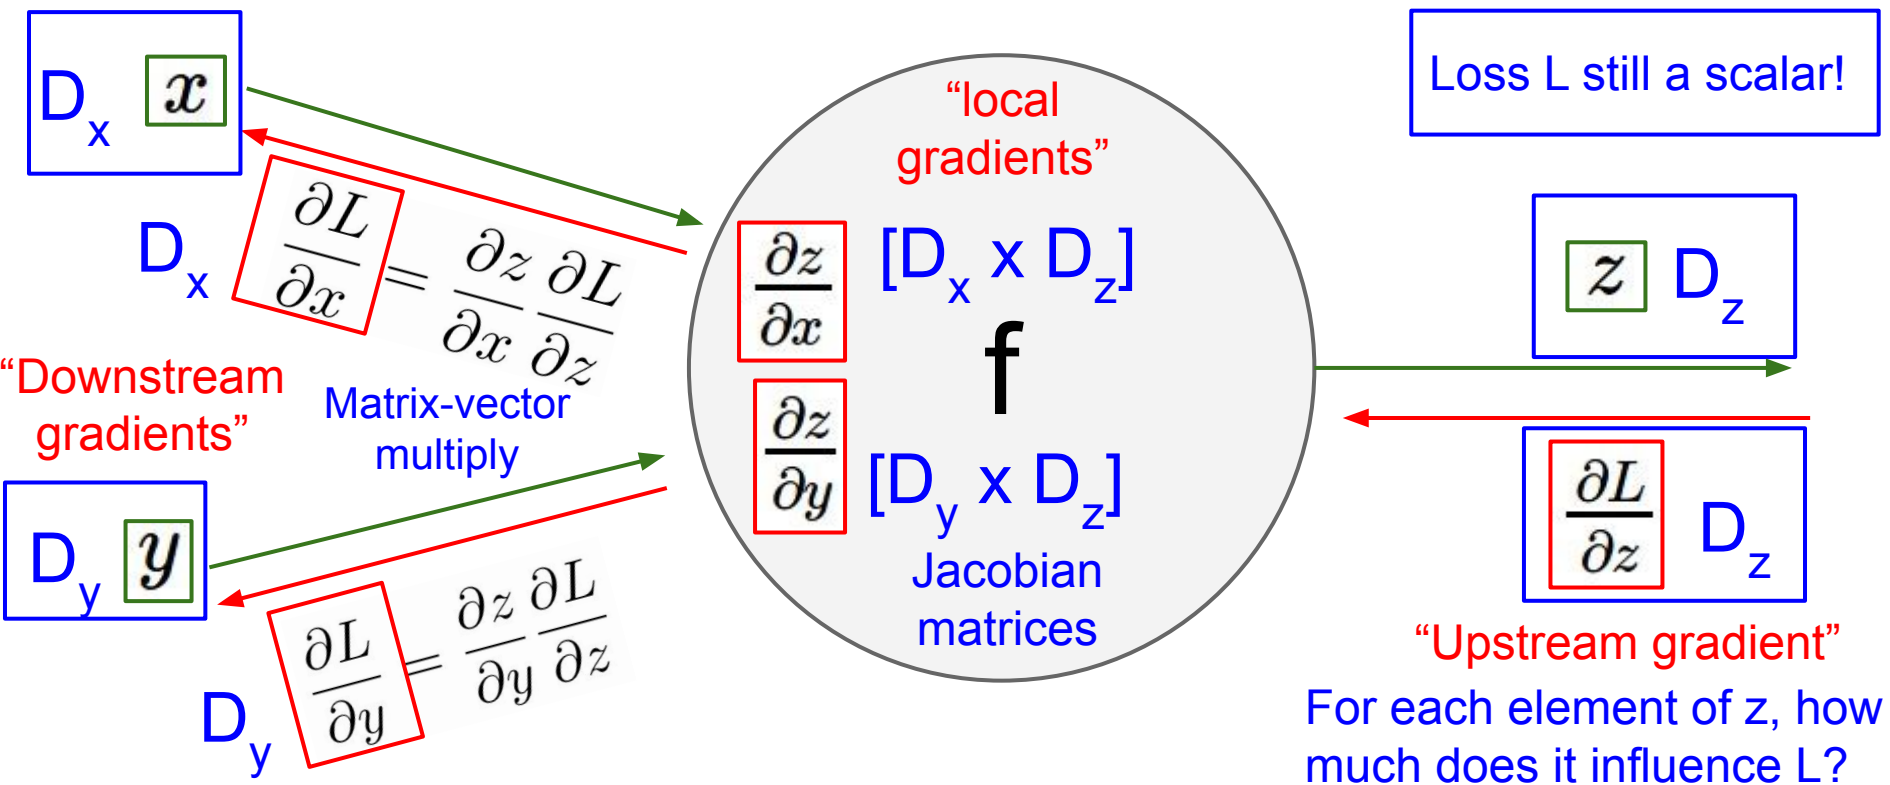 D_x x
"local
gradients"
Loss L still a scalar!
D_x ∂L/∂x = ∂z/∂x ∂L/∂z
∂z/∂x [D_x x D_z]
z D_z
f
"Downstream
gradients"
Matrix-vector
multiply
∂z/∂y [D_y x D_z]
D_y y
Jacobian
matrices
∂L/∂z D_z
D_y ∂L/∂y = ∂z/∂y ∂L/∂z
"Upstream gradient"
For each element of z, how
much does it influence L?